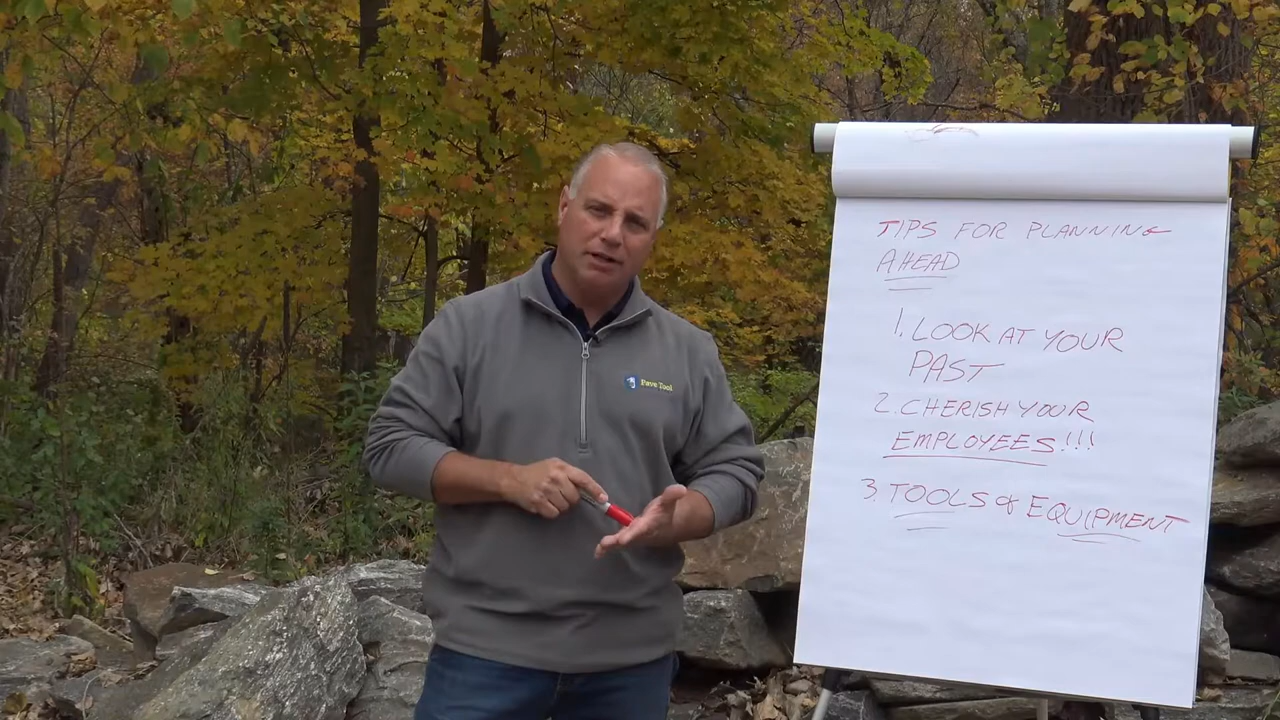 TIPS FOR PLANNING
AHEAD
1. LOOK AT YOUR
PAST
2. CHERISH YOUR
EMPLOYEES!!!
3. TOOLS & EQUIPMENT
Pave Tool